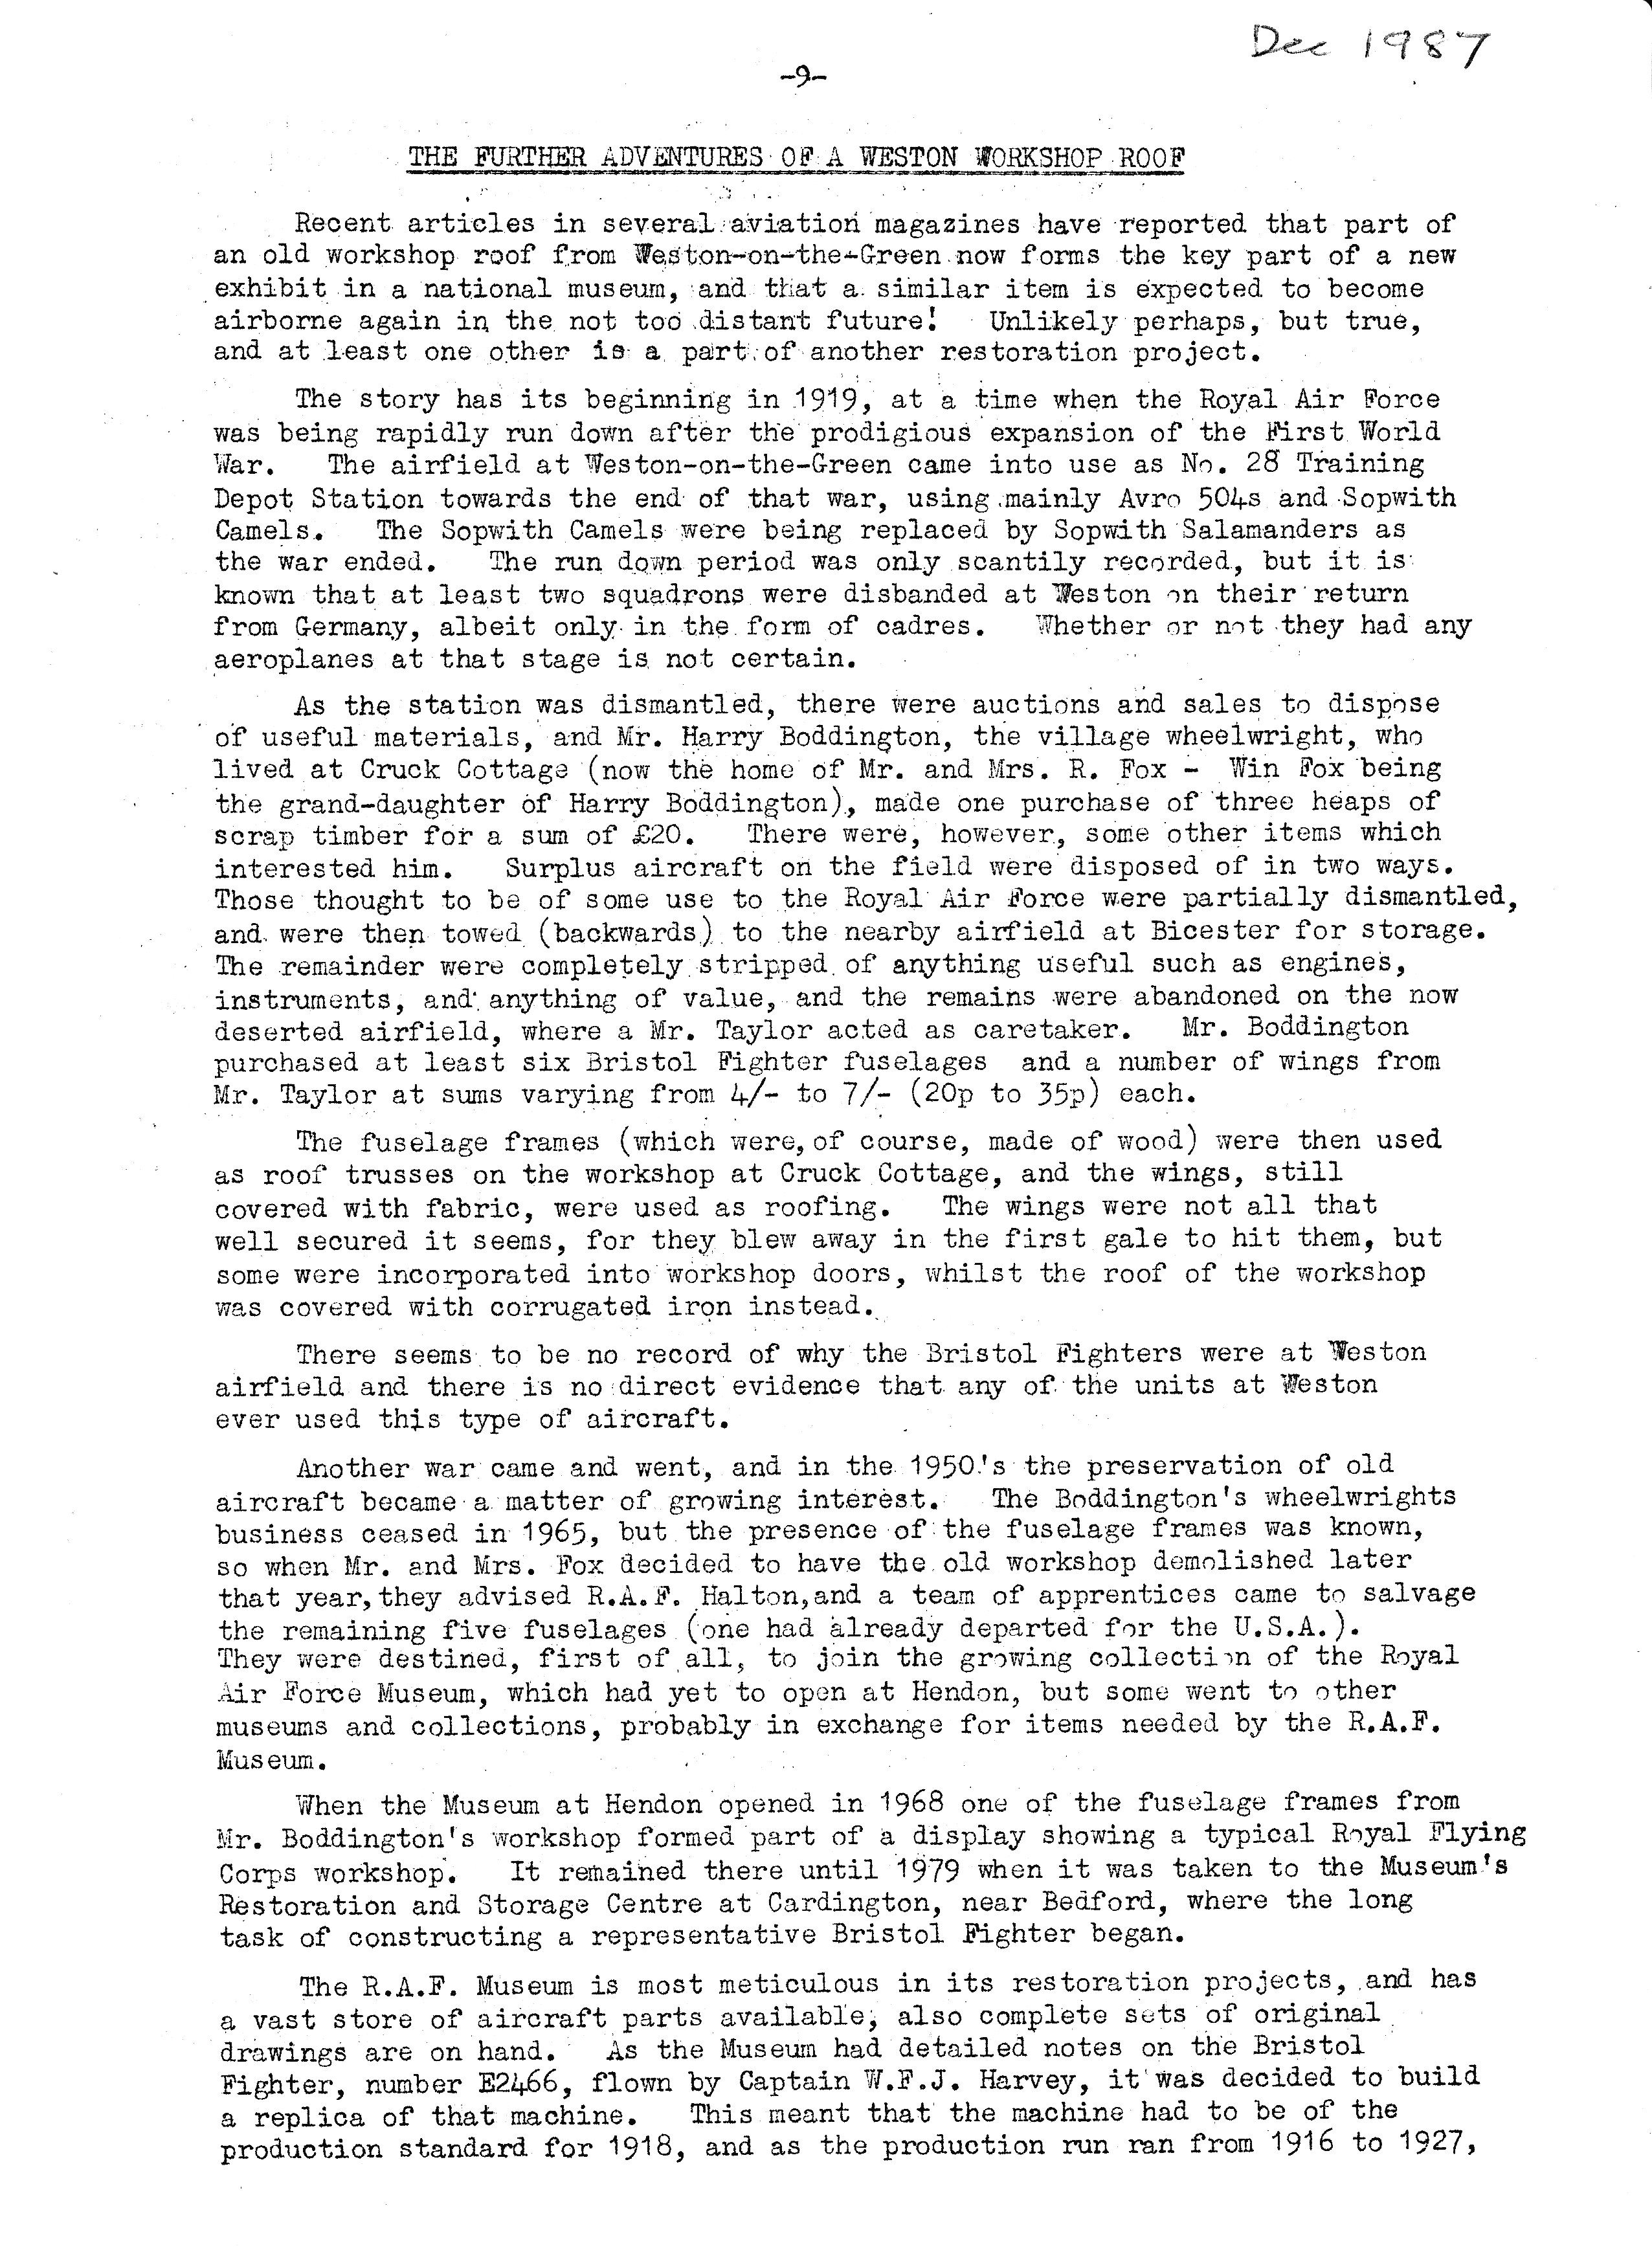 Dec 1987
-9-
THE FURTHER ADVENTURES OF A WESTON WORKSHOP ROOF
Recent articles in several aviation magazines have reported that part of
an old workshop roof from Weston-on-the-Green now forms the key part of a new
exhibit in a national museum, and that a similar item is expected to become
airborne again in the not too distant future! Unlikely perhaps, but true,
and at least one other is a part of another restoration project.
The story has its beginning in 1919, at a time when the Royal Air Force
was being rapidly run down after the prodigious expansion of the First World
War. The airfield at Weston-on-the-Green came into use as No. 28 Training
Depot Station towards the end of that war, using mainly Avro 504s and Sopwith
Camels. The Sopwith Camels were being replaced by Sopwith Salamanders as
the war ended. The run down period was only scantily recorded, but it is
known that at least two squadrons were disbanded at Weston on their return
from Germany, albeit only in the form of cadres. Whether or not they had any
aeroplanes at that stage is not certain.
As the station was dismantled, there were auctions and sales to dispose
of useful materials, and Mr. Harry Boddington, the village wheelwright, who
lived at Cruck Cottage (now the home of Mr. and Mrs. R. Fox - Win Fox being
the grand-daughter of Harry Boddington), made one purchase of three heaps of
scrap timber for a sum of £20. There were, however, some other items which
interested him. Surplus aircraft on the field were disposed of in two ways.
Those thought to be of some use to the Royal Air Force were partially dismantled,
and were then towed (backwards) to the nearby airfield at Bicester for storage.
The remainder were completely stripped of anything useful such as engines,
instruments, and anything of value, and the remains were abandoned on the now
deserted airfield, where a Mr. Taylor acted as caretaker. Mr. Boddington
purchased at least six Bristol Fighter fuselages and a number of wings from
Mr. Taylor at sums varying from 4/- to 7/- (20p to 35p) each.
The fuselage frames (which were, of course, made of wood) were then used
as roof trusses on the workshop at Cruck Cottage, and the wings, still
covered with fabric, were used as roofing. The wings were not all that
well secured it seems, for they blew away in the first gale to hit them, but
some were incorporated into workshop doors, whilst the roof of the workshop
was covered with corrugated iron instead.
There seems to be no record of why the Bristol Fighters were at Weston
airfield and there is no direct evidence that any of the units at Weston
ever used this type of aircraft.
Another war came and went, and in the 1950's the preservation of old
aircraft became a matter of growing interest. The Boddington's wheelwrights
business ceased in 1965, but the presence of the fuselage frames was known,
so when Mr. and Mrs. Fox decided to have the old workshop demolished later
that year, they advised R.A.F. Halton, and a team of apprentices came to salvage
the remaining five fuselages (one had already departed for the U.S.A.).
They were destined, first of all, to join the growing collection of the Royal
Air Force Museum, which had yet to open at Hendon, but some went to other
museums and collections, probably in exchange for items needed by the R.A.F.
Museum.
When the Museum at Hendon opened in 1968 one of the fuselage frames from
Mr. Boddington's workshop formed part of a display showing a typical Royal Flying
Corps workshop. It remained there until 1979 when it was taken to the Museum's
Restoration and Storage Centre at Cardington, near Bedford, where the long
task of constructing a representative Bristol Fighter began.
The R.A.F. Museum is most meticulous in its restoration projects, and has
a vast store of aircraft parts available, also complete sets of original
drawings are on hand. As the Museum had detailed notes on the Bristol
Fighter, number E2466, flown by Captain W.F.J. Harvey, it was decided to build
a replica of that machine. This meant that the machine had to be of the
production standard for 1918, and as the production run ran from 1916 to 1927,